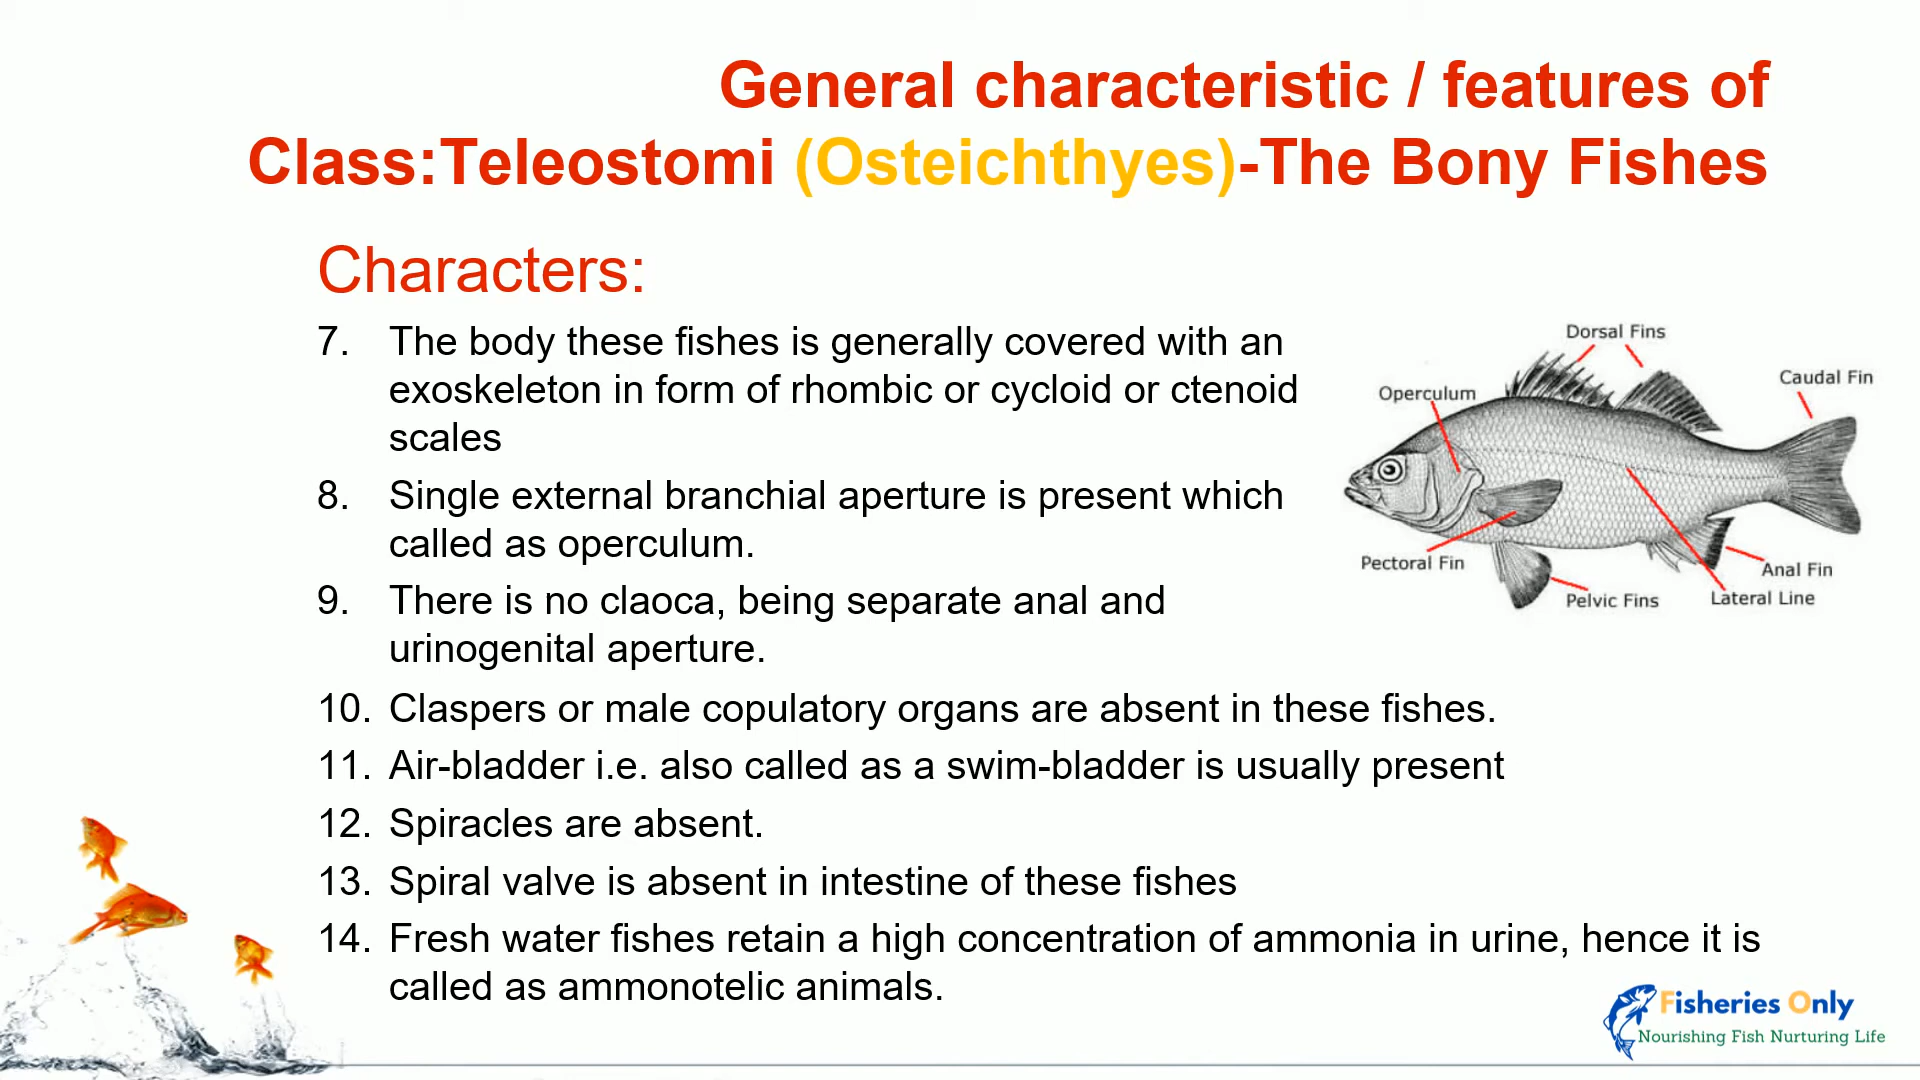 General characteristic / features of
Class:Teleostomi (Osteichthyes)-The Bony Fishes
Characters:
7. The body these fishes is generally covered with an
exoskeleton in form of rhombic or cycloid or ctenoid
scales
8. Single external branchial aperture is present which
called as operculum.
9. There is no claoca, being separate anal and
urinogenital aperture.
10. Claspers or male copulatory organs are absent in these fishes.
11. Air-bladder i.e. also called as a swim-bladder is usually present
12. Spiracles are absent.
13. Spiral valve is absent in intestine of these fishes
14. Fresh water fishes retain a high concentration of ammonia in urine, hence it is
called as ammonotelic animals.
Dorsal Fins
Caudal Fin
Operculum
Pectoral Fin
Anal Fin
Pelvic Fins
Lateral Line
Fisheries Only
Nourishing Fish Nurturing Life